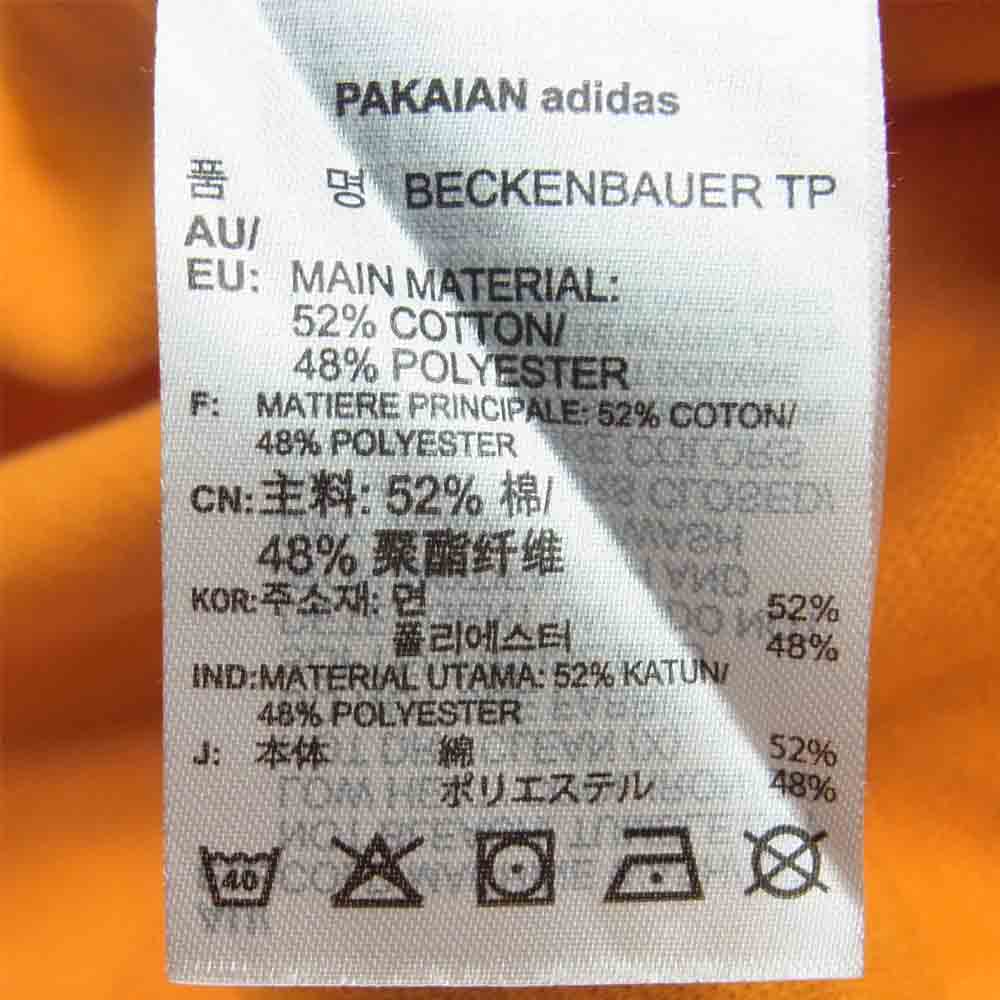 PAKAIAN adidas
품 명 BECKENBAUER TP
AU/
EU: MAIN MATERIAL:
52% COTTON/
48% POLYESTER
F: MATIERE PRINCIPALE: 52% COTON/
48% POLYESTER
CN: 主料: 52% 棉/
48% 聚酯纤维
KOR: 주소재: 면 52%
폴리에스터 48%
IND: MATERIAL UTAMA: 52% KATUN/
48% POLYESTER
J: 本体 綿 52%
ポリエステル 48%
40